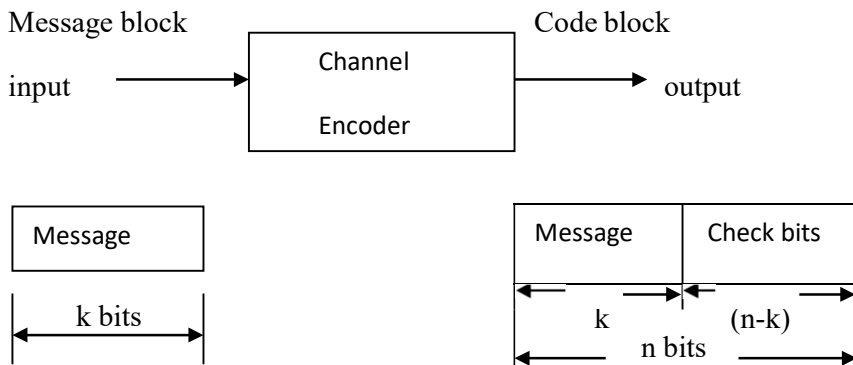 Message block
input
Channel
Encoder
Code block
output
Message
k bits
Message
Check bits
k
(n-k)
n bits